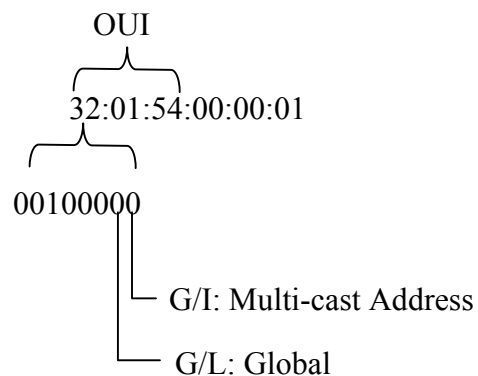 OUI
32:01:54:00:00:01
00100000
G/I: Multi-cast Address
G/L: Global